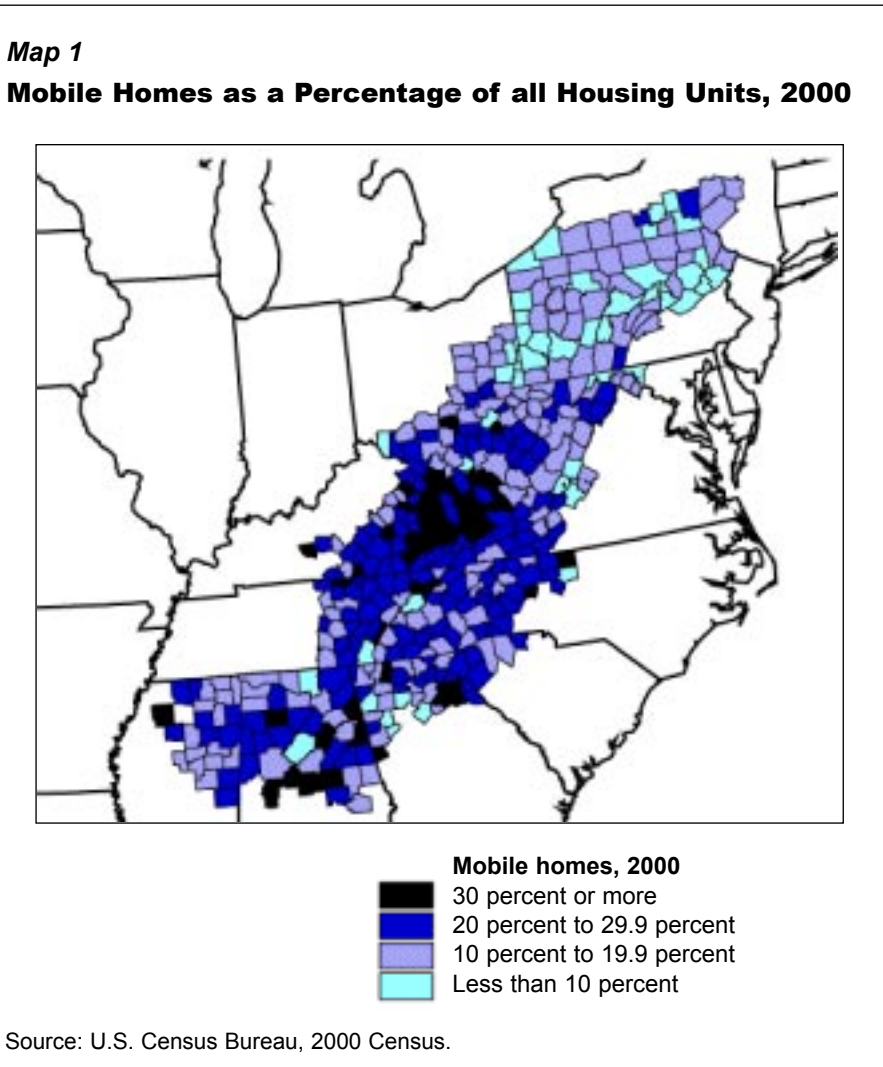 Map 1
Mobile Homes as a Percentage of all Housing Units, 2000
Mobile homes, 2000
30 percent or more
20 percent to 29.9 percent
10 percent to 19.9 percent
Less than 10 percent
Source: U.S. Census Bureau, 2000 Census.